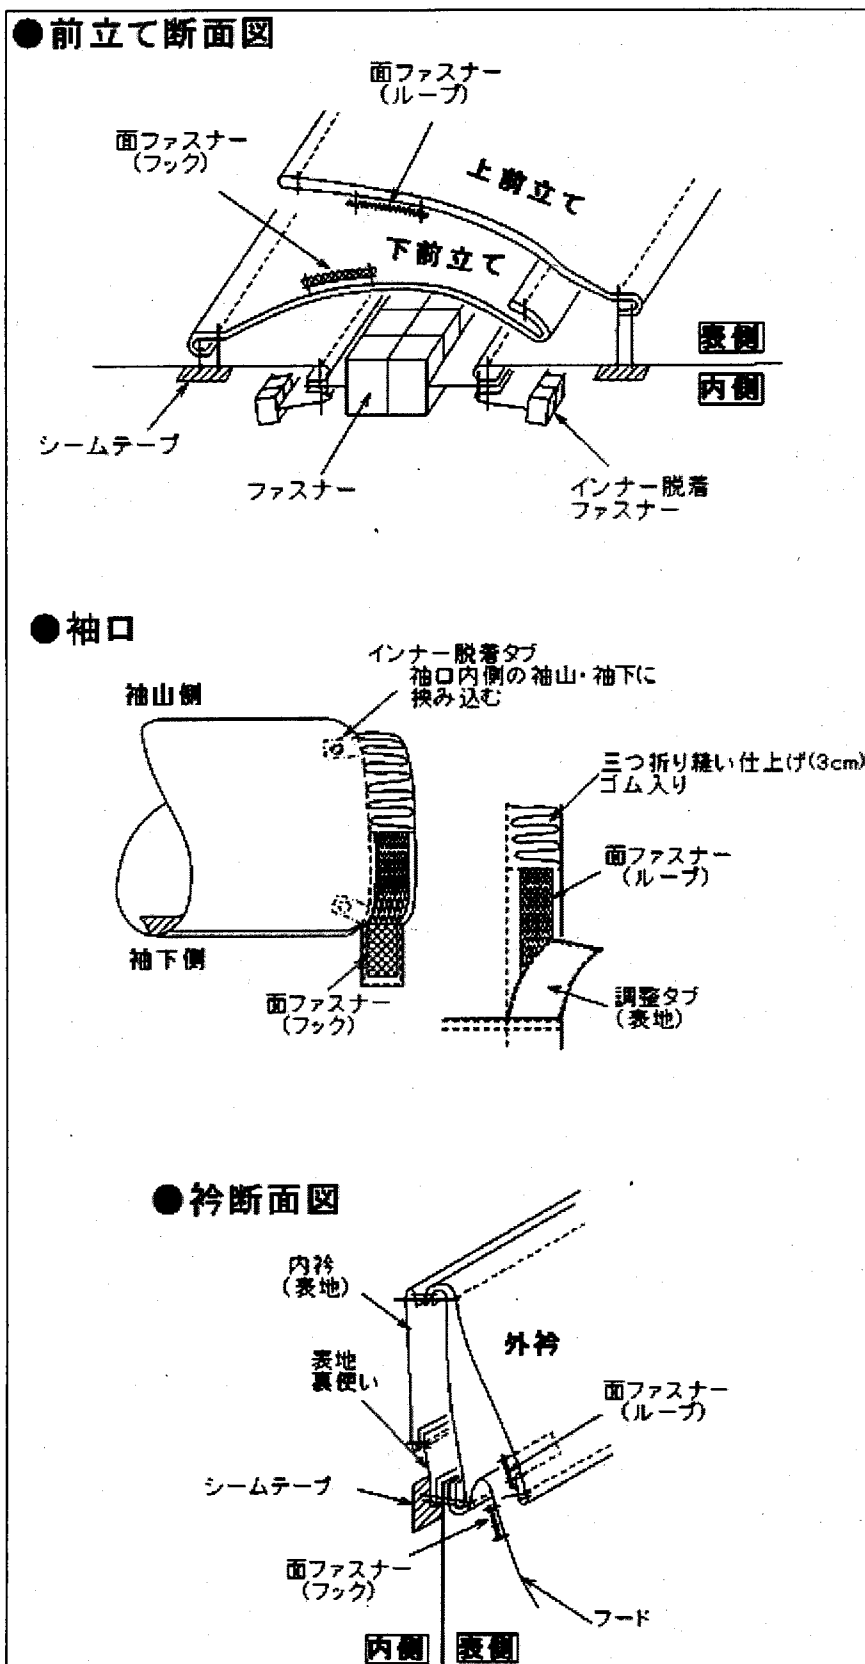 ●前立て断面図
面ファスナー
(ループ)
面ファスナー
(フック)
上前立て
下前立て
表側
内側
シームテープ
ファスナー
インナー脱着
ファスナー
●袖口
インナー脱着タブ
袖口内側の袖山・袖下に
挟み込む
袖山側
三つ折り縫い仕上げ(3cm)
ゴム入り
面ファスナー
(ループ)
袖下側
面ファスナー
(フック)
調整タブ
(表地)
●衿断面図
内衿
(表地)
外衿
表地
裏使い
面ファスナー
(ループ)
シームテープ
面ファスナー
(フック)
フード
内側
表側